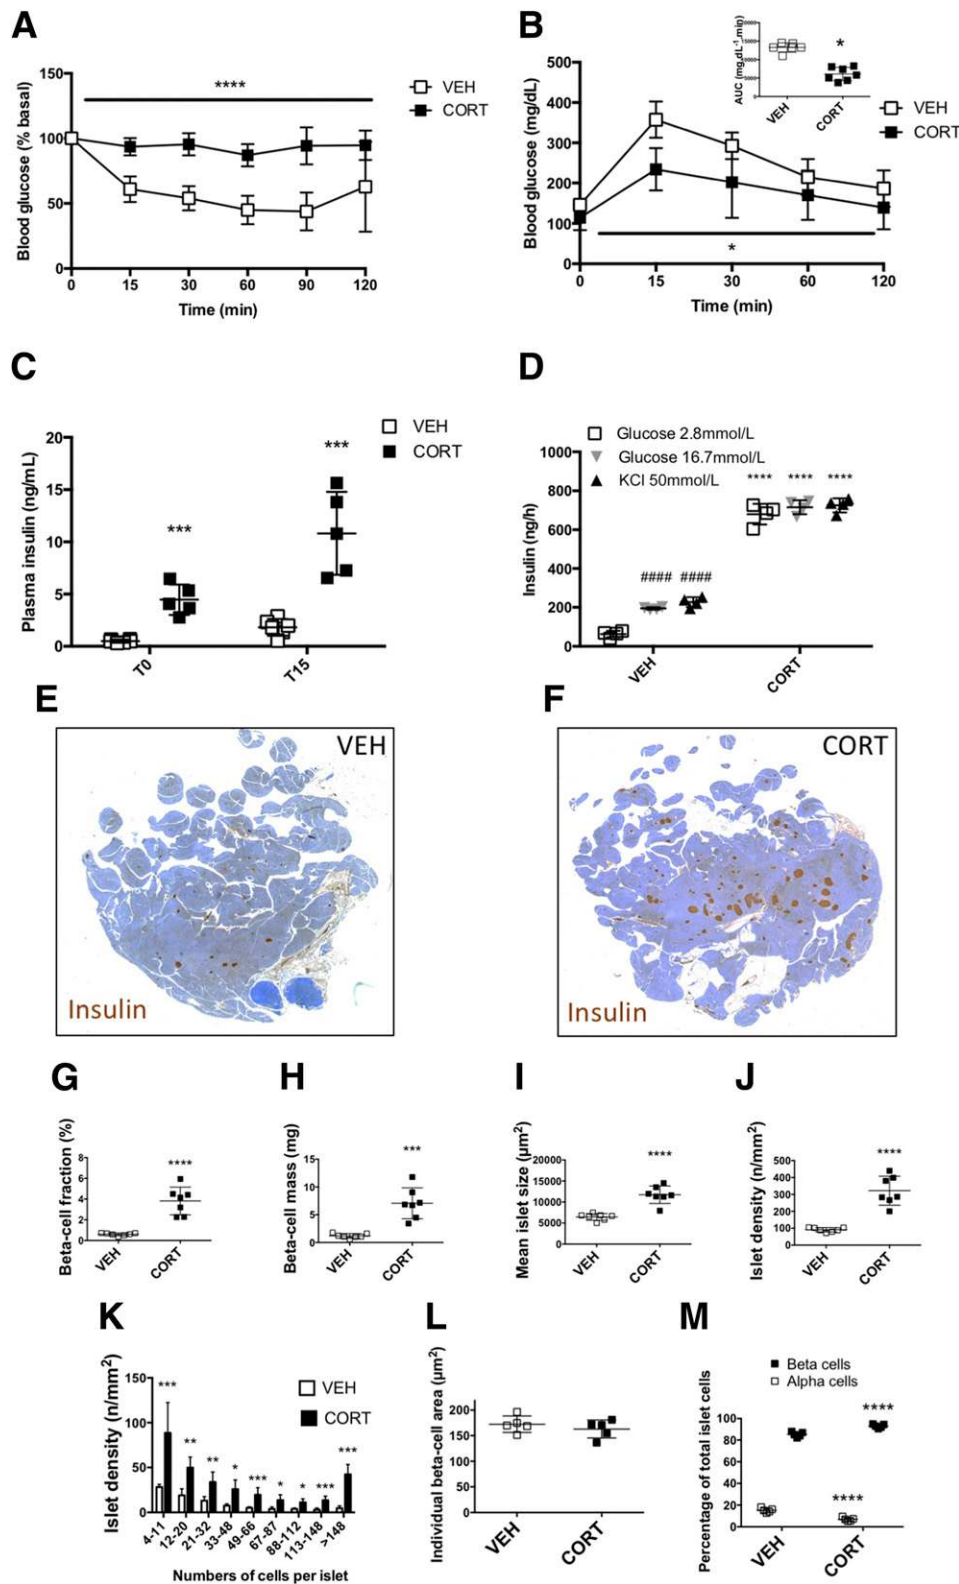 A
150
100
50
0
Blood glucose (% basal)
****
VEH
CORT
0 15 30 60 90 120
Time (min)
B
500
400
300
200
100
0
Blood glucose (mg/dL)
*
0 15 30 60 120
Time (min)
AUC (mg.dL⁻¹.min)
*
VEH CORT
VEH
CORT
C
20
15
10
5
0
Plasma insulin (ng/mL)
***
***
T0 T15
VEH
CORT
D
Glucose 2.8mmol/L
Glucose 16.7mmol/L
KCl 50mmol/L
1000
800
600
400
200
0
Insulin (ng/h)
#### ####
**** **** ****
VEH CORT
E
VEH
Insulin
F
CORT
Insulin
G
Beta-cell fraction (%)
8
6
4
2
0
****
VEH CORT
H
Beta-cell mass (mg)
15
10
5
0
***
VEH CORT
I
Mean islet size (µm²)
20000
15000
10000
5000
0
****
VEH CORT
J
Islet density (n/mm²)
500
400
300
200
100
0
****
VEH CORT
K
Islet density (n/mm²)
150
100
50
0
VEH
CORT
*** ** ** * *** * * *** ***
4-11 12-20 21-32 33-48 49-66 67-87 88-112 113-148 >148
Numbers of cells per islet
L
Individual beta-cell area (µm²)
200
150
100
50
0
VEH CORT
M
Beta cells
Alpha cells
Percentage of total islet cells
100
80
60
40
20
0
****
****
VEH CORT